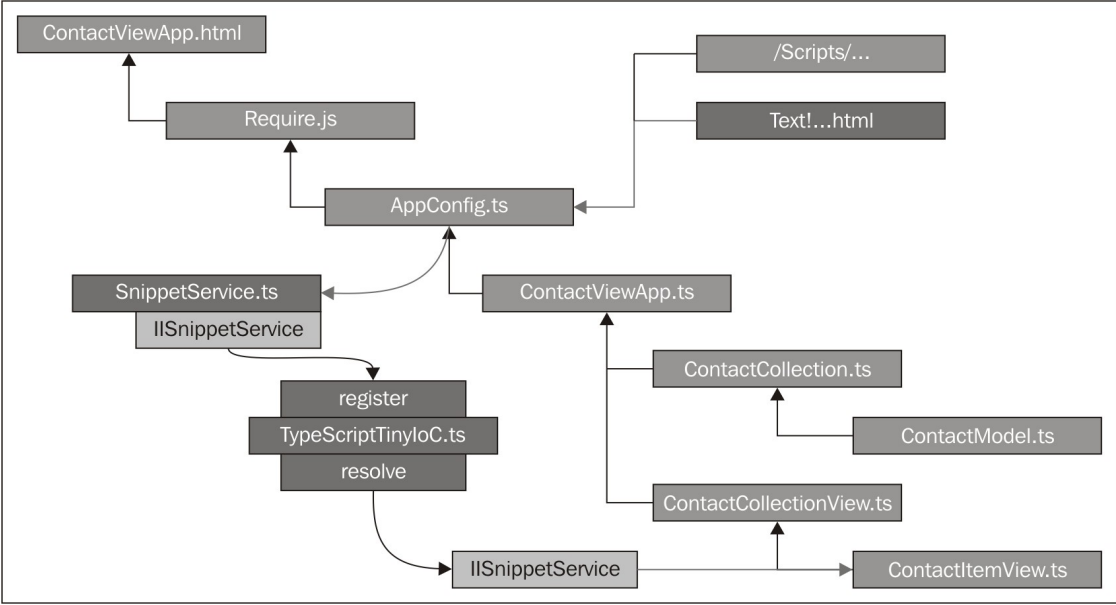 ContactViewApp.html
/Scripts/...
Require.js
Text!...html
AppConfig.ts
SnippetService.ts
ContactViewApp.ts
IISnippetService
ContactCollection.ts
register
TypeScriptTinyIoC.ts
ContactModel.ts
resolve
ContactCollectionView.ts
IISnippetService
ContactItemView.ts